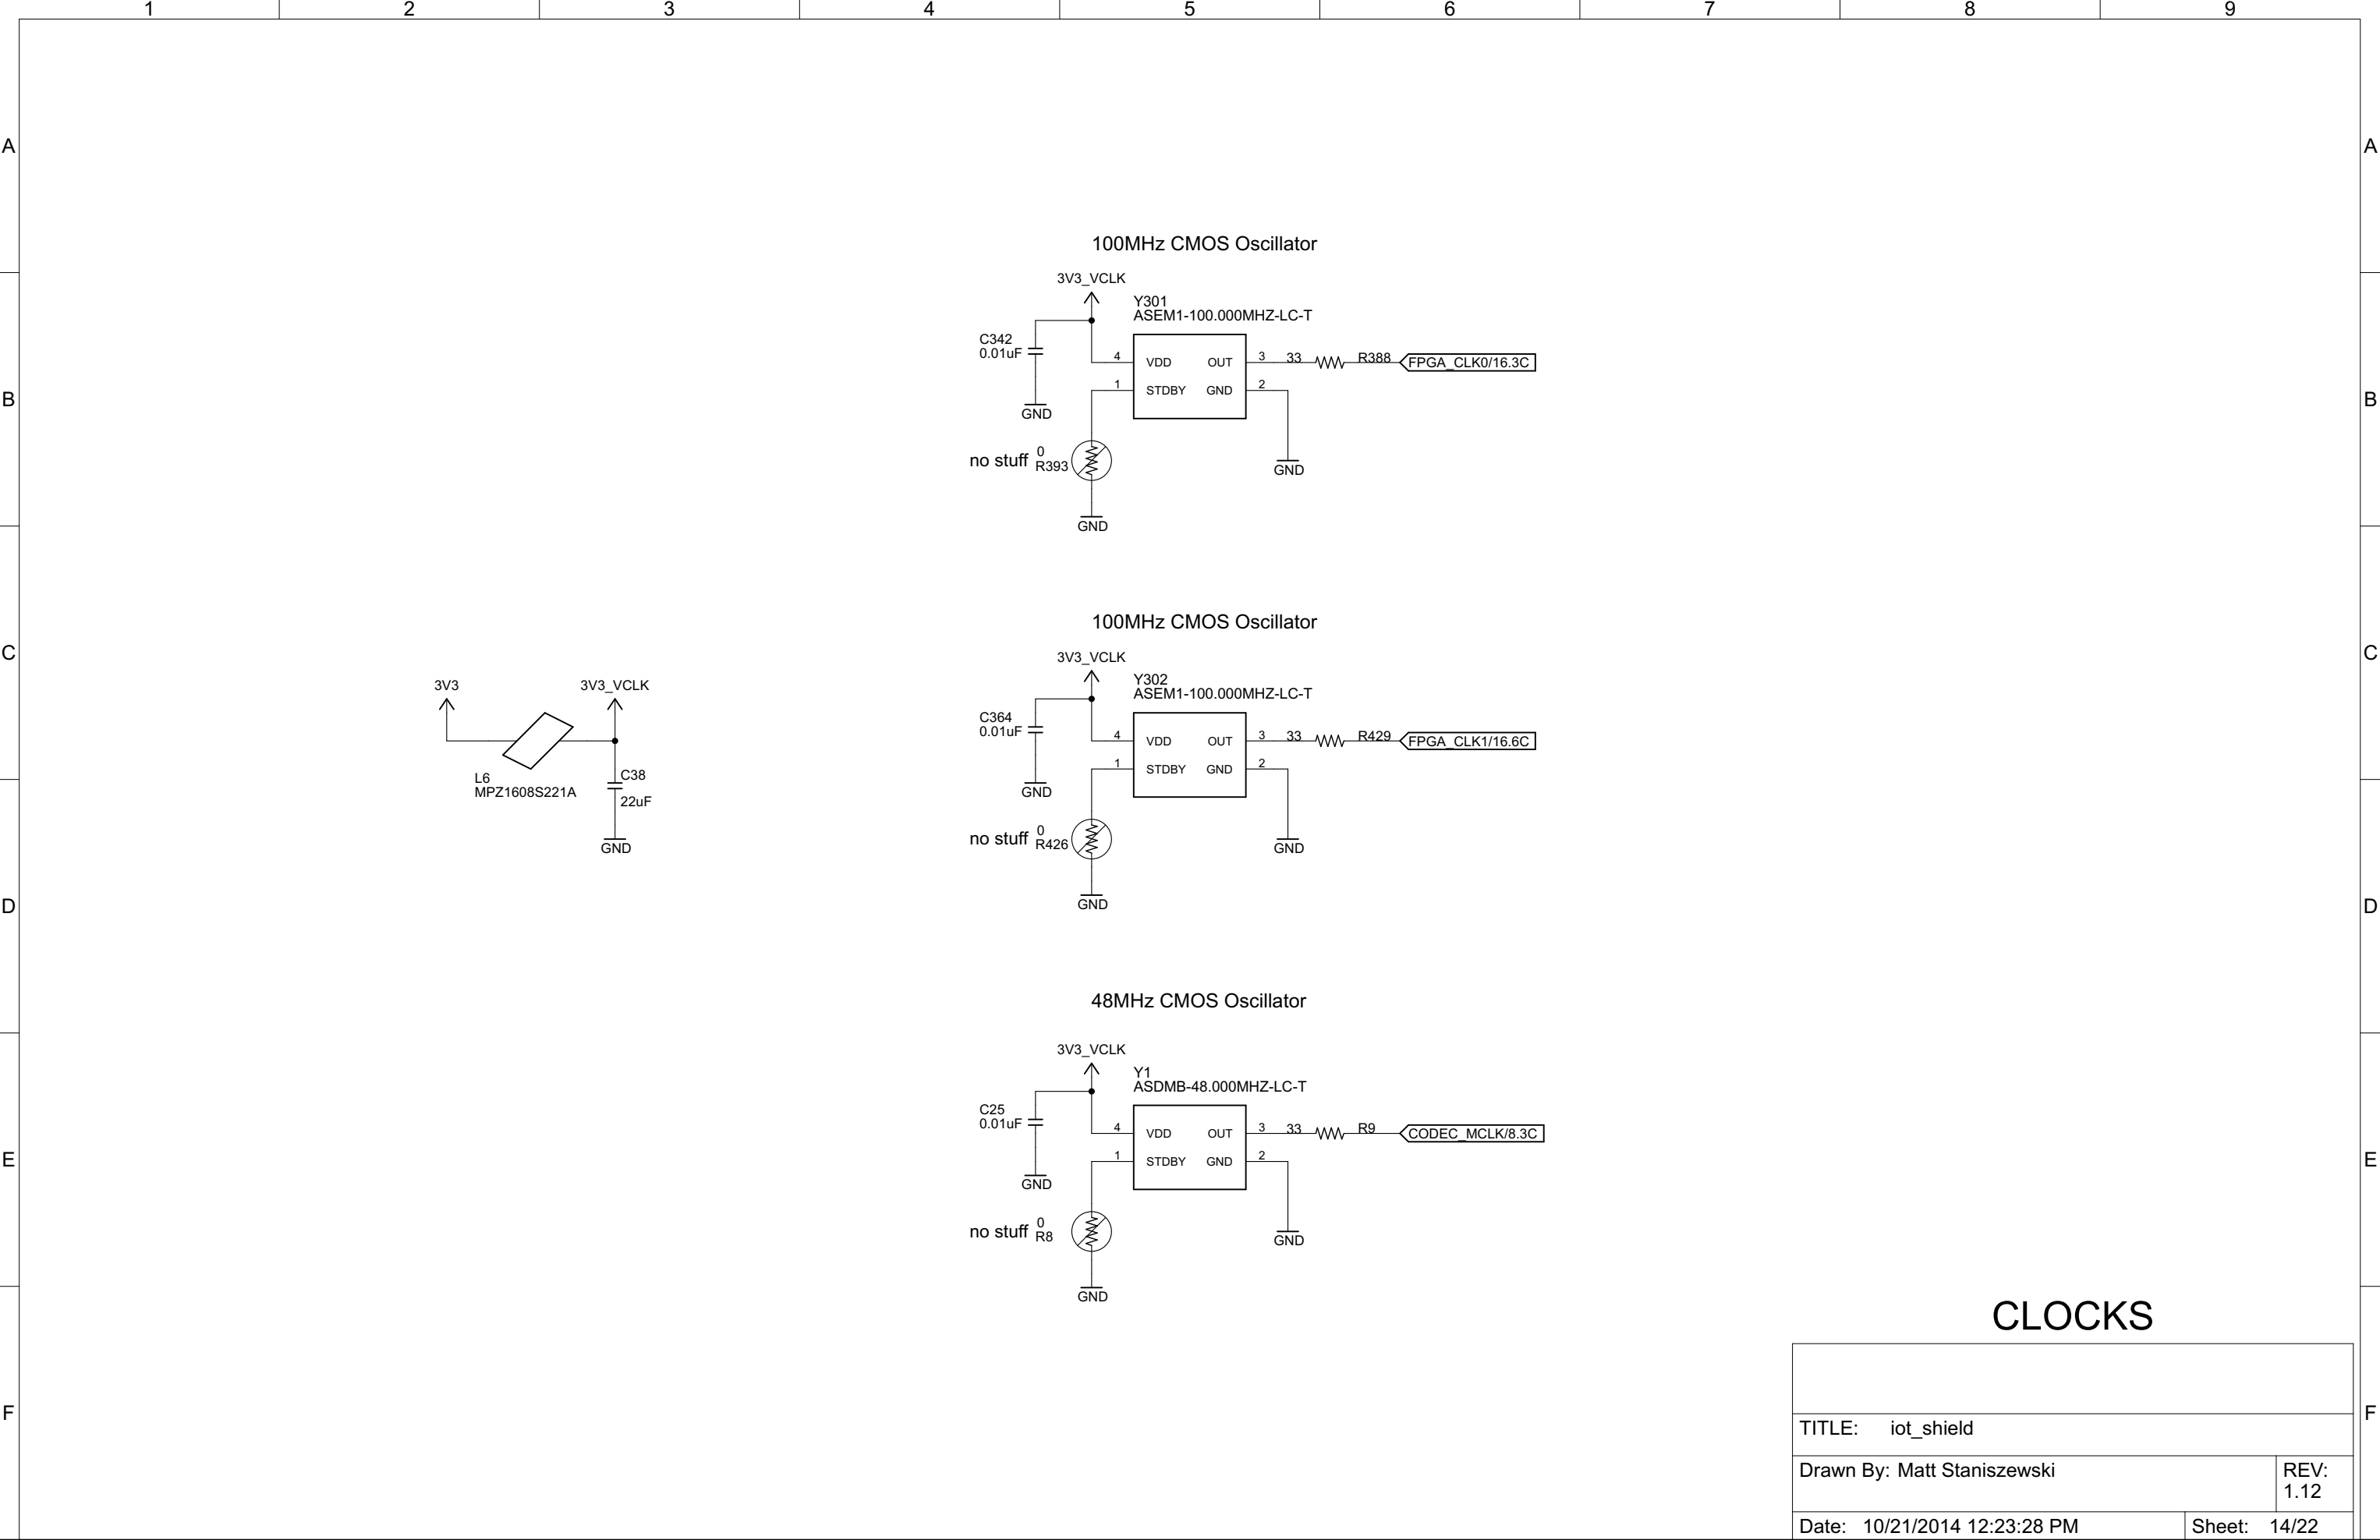 1 2 3 4 5 6 7 8 9
A A
100MHz CMOS Oscillator
3V3_VCLK
Y301
ASEM1-100.000MHZ-LC-T
C342
0.01uF
4 VDD OUT 3 33 R388 FPGA_CLK0/16.3C
1 STDBY GND 2
B B
GND
no stuff 0
R393
GND
GND
100MHz CMOS Oscillator
C C
3V3_VCLK
Y302
ASEM1-100.000MHZ-LC-T
3V3 3V3_VCLK
C364
0.01uF
4 VDD OUT 3 33 R429 FPGA_CLK1/16.6C
1 STDBY GND 2
L6
MPZ1608S221A
C38
22uF
GND
GND
no stuff 0
R426
GND
GND
D D
48MHz CMOS Oscillator
3V3_VCLK
Y1
ASDMB-48.000MHZ-LC-T
C25
0.01uF
4 VDD OUT 3 33 R9 CODEC_MCLK/8.3C
1 STDBY GND 2
E E
GND
no stuff 0
R8
GND
GND
CLOCKS
F F
TITLE: iot_shield
Drawn By: Matt Staniszewski
REV:
1.12
Date: 10/21/2014 12:23:28 PM
Sheet: 14/22